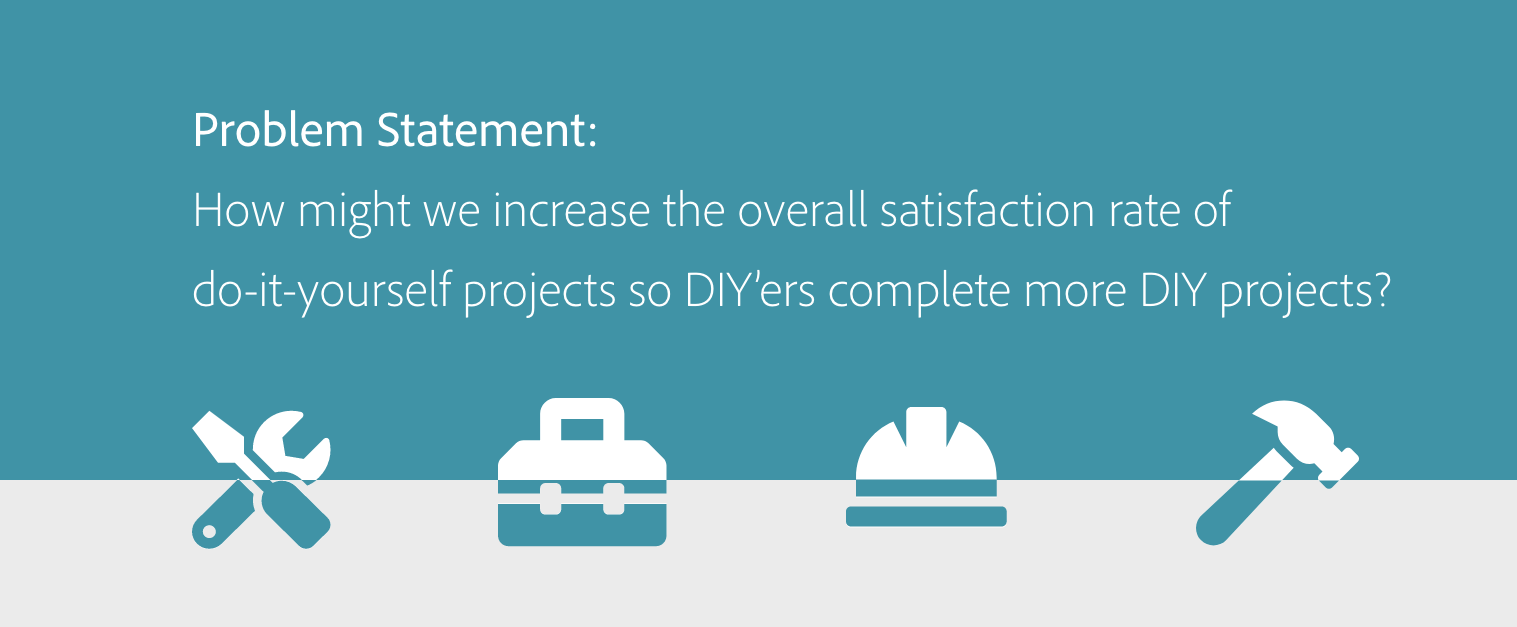 Problem Statement:
How might we increase the overall satisfaction rate of
do-it-yourself projects so DIY’ers complete more DIY projects?